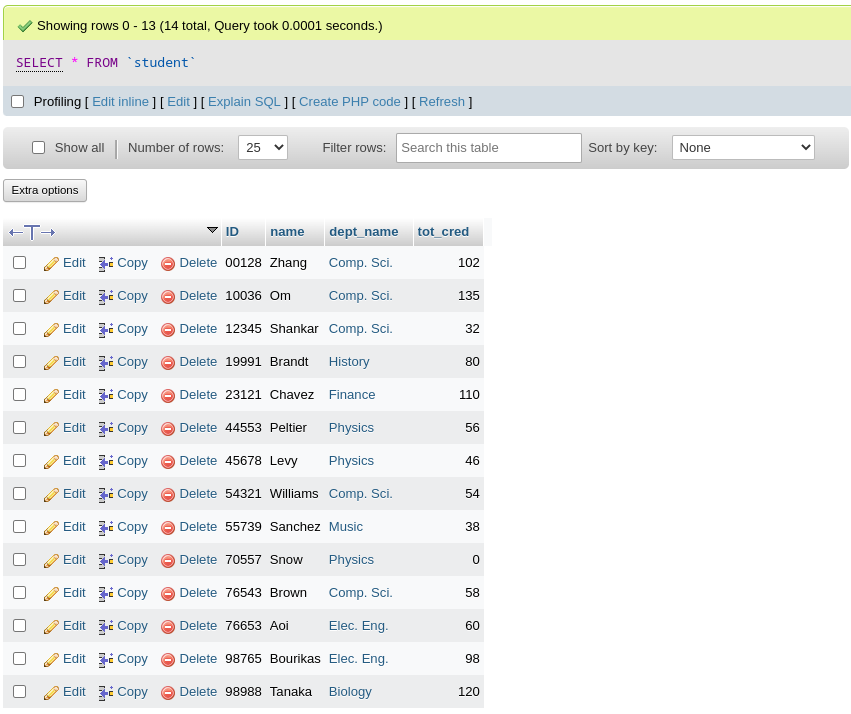 Showing rows 0 - 13 (14 total, Query took 0.0001 seconds.)
SELECT * FROM `student`
Profiling [ Edit inline ] [ Edit ] [ Explain SQL ] [ Create PHP code ] [ Refresh ]
Show all Number of rows: 25 Filter rows: Search this table Sort by key: None
Extra options
ID name dept_name tot_cred
Edit Copy Delete 00128 Zhang Comp. Sci. 102
Edit Copy Delete 10036 Om Comp. Sci. 135
Edit Copy Delete 12345 Shankar Comp. Sci. 32
Edit Copy Delete 19991 Brandt History 80
Edit Copy Delete 23121 Chavez Finance 110
Edit Copy Delete 44553 Peltier Physics 56
Edit Copy Delete 45678 Levy Physics 46
Edit Copy Delete 54321 Williams Comp. Sci. 54
Edit Copy Delete 55739 Sanchez Music 38
Edit Copy Delete 70557 Snow Physics 0
Edit Copy Delete 76543 Brown Comp. Sci. 58
Edit Copy Delete 76653 Aoi Elec. Eng. 60
Edit Copy Delete 98765 Bourikas Elec. Eng. 98
Edit Copy Delete 98988 Tanaka Biology 120